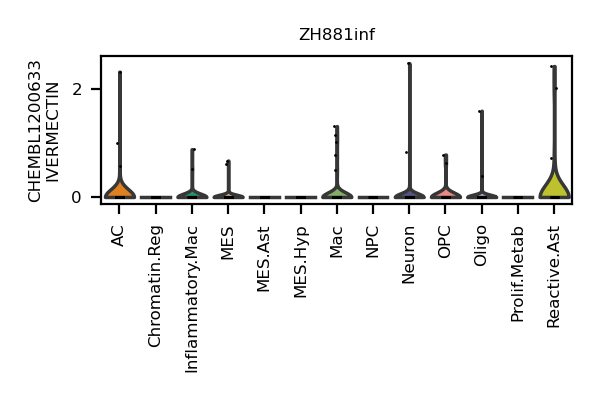 ZH881inf
CHEMBL1200633
IVERMECTIN
2
0
AC
Chromatin.Reg
Inflammatory.Mac
MES
MES.Ast
MES.Hyp
Mac
NPC
Neuron
OPC
Oligo
Prolif.Metab
Reactive.Ast